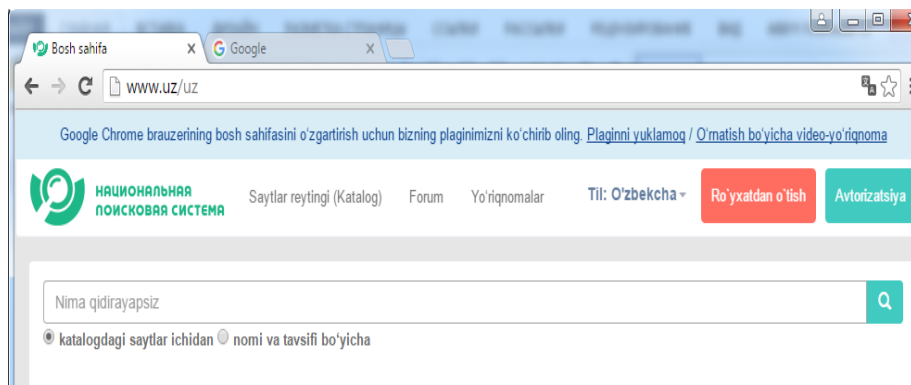 Bosh sahifa
Google
www.uz/uz
Google Chrome brauzerining bosh sahifasini o'zgartirish uchun bizning plaginimizni ko'chirib oling. Plaginni yuklamoq / O'rnatish bo'yicha video-yo'riqnoma
НАЦИОНАЛЬНАЯ
ПОИСКОВАЯ СИСТЕМА
Saytlar reytingi (Katalog) Forum Yo'riqnomalar Til: O'zbekcha Ro`yxatdan o`tish Avtorizatsiya
Nima qidirayapsiz
katalogdagi saytlar ichidan nomi va tavsifi bo'yicha